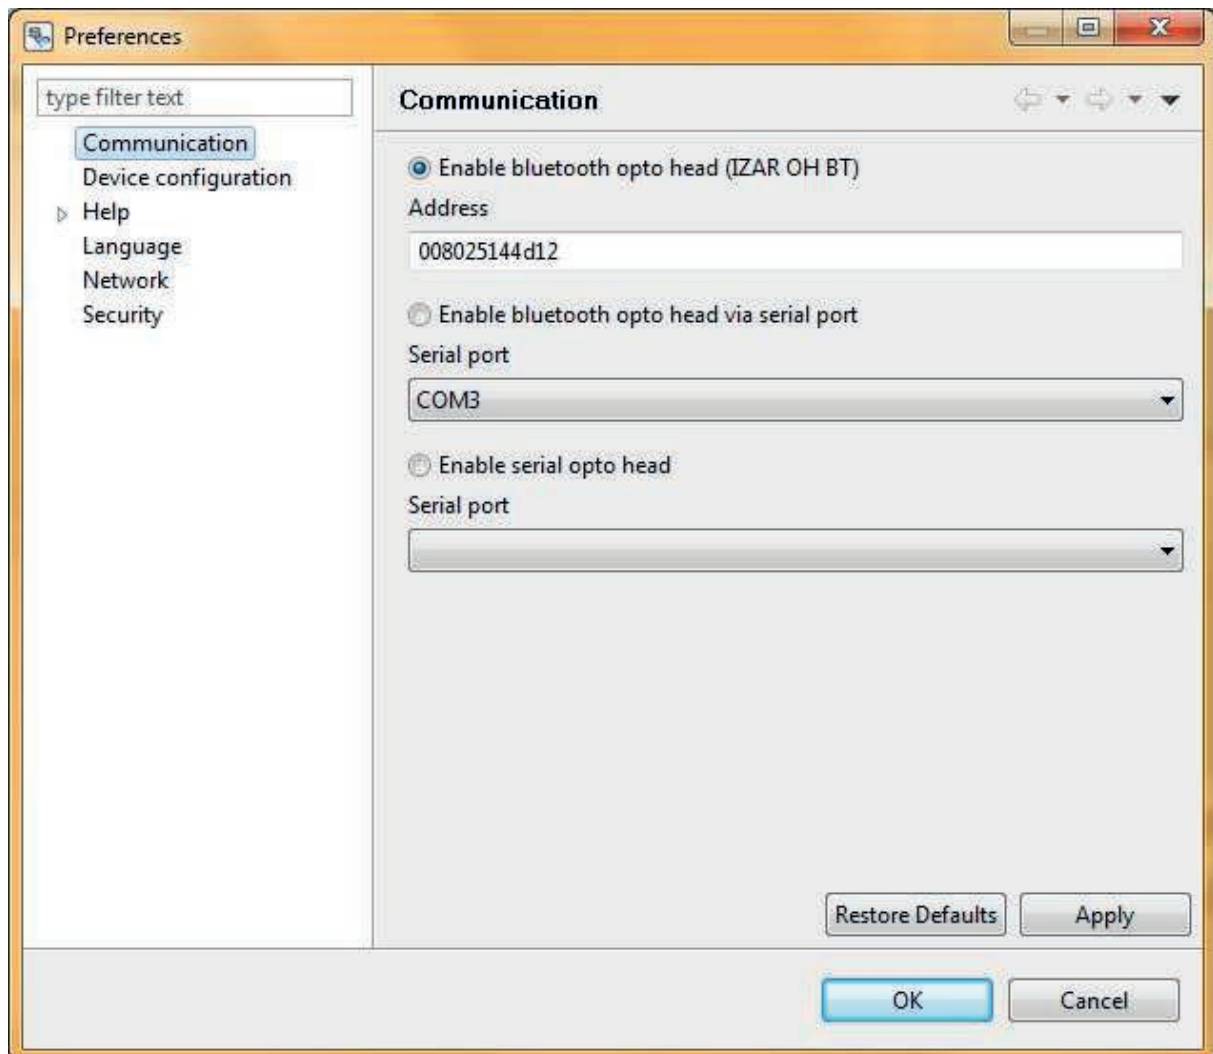 Preferences
type filter text
Communication
Device configuration
Help
Language
Network
Security
Communication
Enable bluetooth opto head (IZAR OH BT)
Address
008025144d12
Enable bluetooth opto head via serial port
Serial port
COM3
Enable serial opto head
Serial port
Restore Defaults
Apply
OK
Cancel